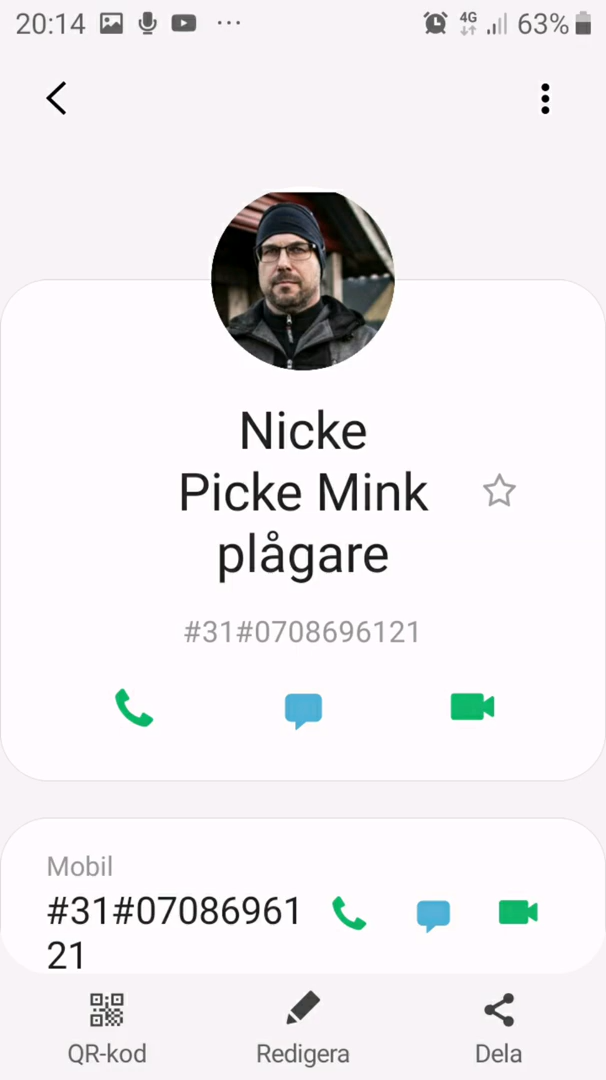 20:14 4G 63%
Nicke
Picke Mink
plågare
#31#0708696121
Mobil
#31#07086961
21
QR-kod Redigera Dela